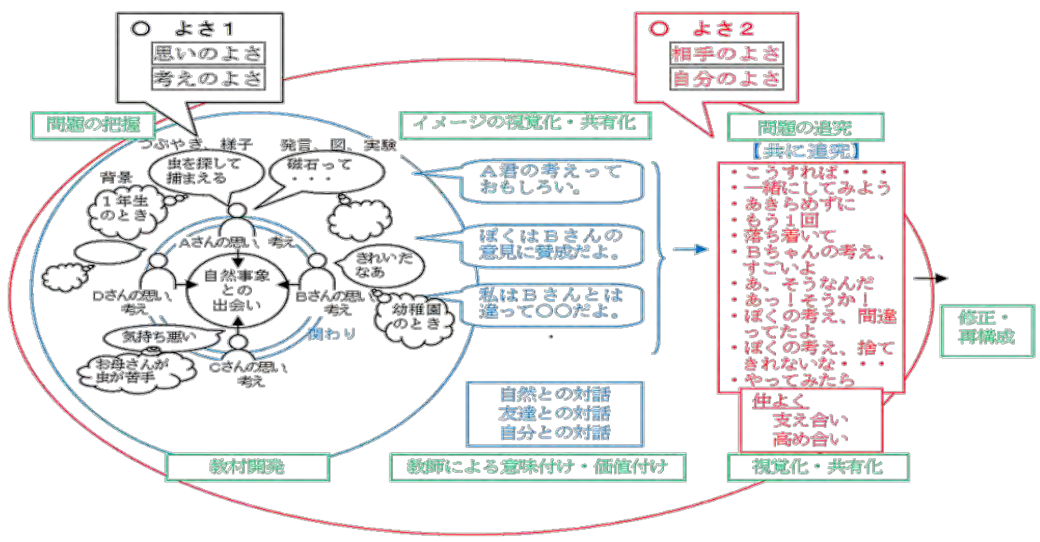 ○ よさ1
思いのよさ
考えのよさ
○ よさ2
相手のよさ
自分のよさ
問題の把握
イメージの視覚化・共有化
問題の追究
【共に追究】
つぶやき、様子
発言、図、実験
虫を探して
捕まえる
磁石って
・・・
背景
1年生
のとき
Aさんの思い、考え
きれいだ
なあ
自然事象
との
出会い
Dさんの思い、
考え
Bさんの思い、
考え
幼稚園
のとき
気持ち悪い
関わり
お母さんが
虫が苦手
Cさんの思い、
考え
A君の考えって
おもしろい。
ぼくはBさんの
意見に賛成だよ。
私はBさんとは
違って〇〇だよ。
・
自然との対話
友達との対話
自分との対話
・こうすれば・・・
・一緒にしてみよう
・あきらめずに
・もう1回
・落ち着いて
・Bちゃんの考え、
すごいよ
・あ、そうなんだ
・あっ!そうか!
・ぼくの考え、間違
ってたよ
・ぼくの考え、捨て
きれないな・・・
・やってみたら
仲よく
支え合い
高め合い
修正・
再構成
教材開発
教師による意味付け・価値付け
視覚化・共有化